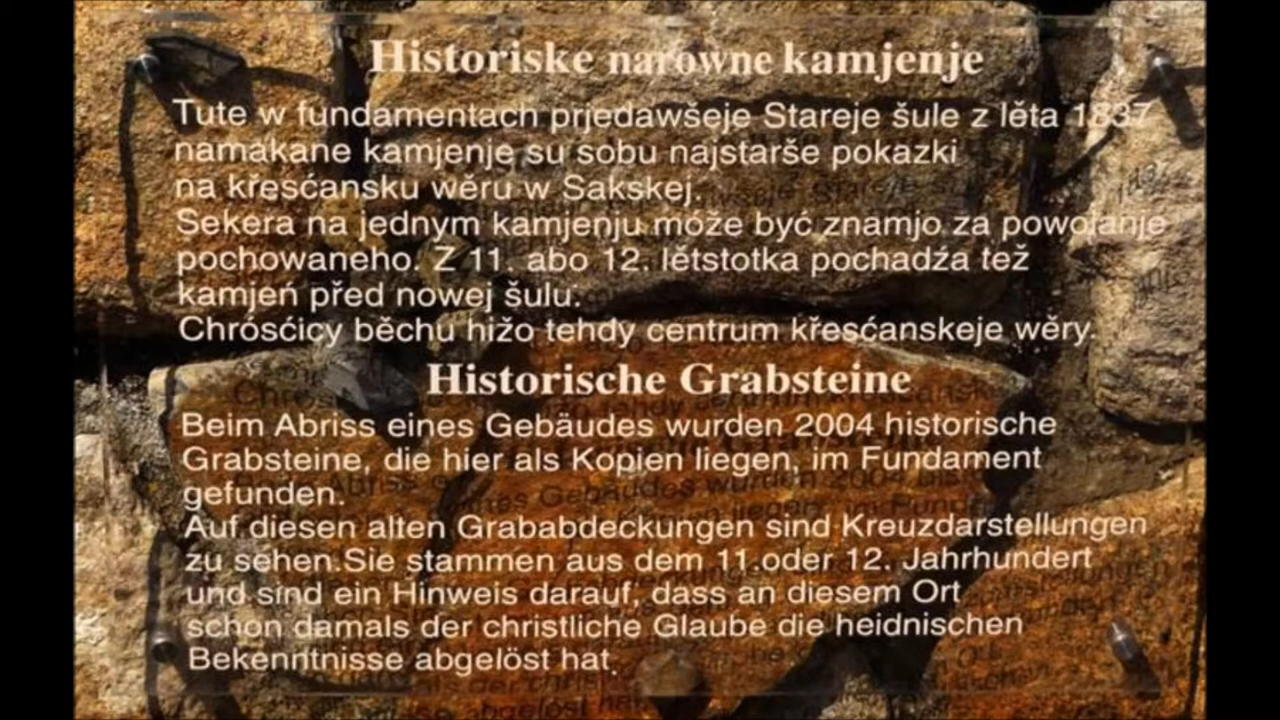 Historiske narowne kamjenje
Tute w fundamentach prjedawšeje Stareje šule z lěta 1837
namakane kamjenje su sobu najstarše pokazki
na křesćansku wěru w Sakskej.
Sekera na jednym kamjenju móže być znamjo za powołanje
pochowaneho. Z 11. abo 12. lětstotka pochadźa tež
kamjeń před nowej šulu.
Chrósćicy běchu hižo tehdy centrum křesćanskeje wěry.
Historische Grabsteine
Beim Abriss eines Gebäudes wurden 2004 historische
Grabsteine, die hier als Kopien liegen, im Fundament
gefunden.
Auf diesen alten Grababdeckungen sind Kreuzdarstellungen
zu sehen.Sie stammen aus dem 11.oder 12. Jahrhundert
und sind ein Hinweis darauf, dass an diesem Ort
schon damals der christliche Glaube die heidnischen
Bekenntnisse abgelöst hat.